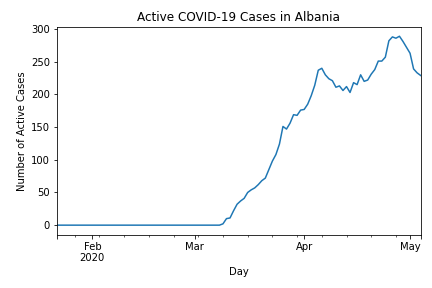 Active COVID-19 Cases in Albania
Number of Active Cases
300
250
200
150
100
50
0
Feb
2020
Mar
Apr
May
Day